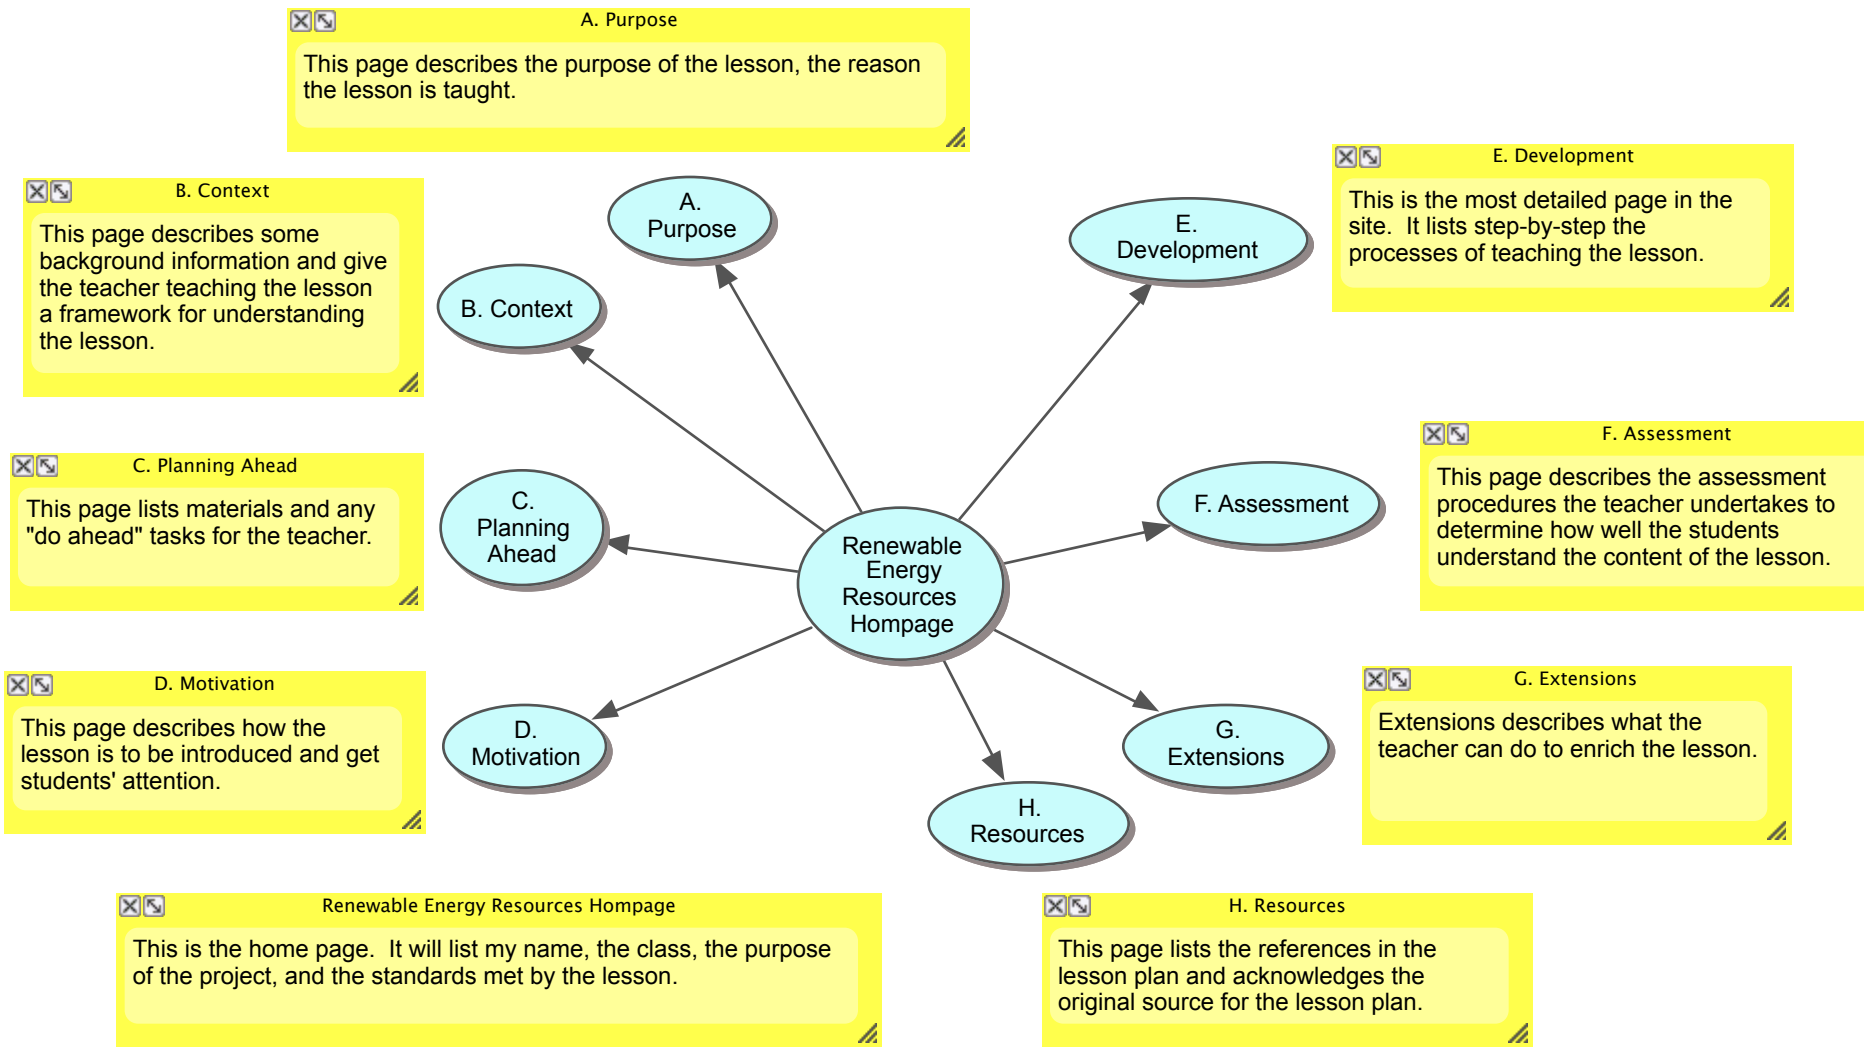 A. Purpose
This page describes the purpose of the lesson, the reason
the lesson is taught.
B. Context
This page describes some
background information and give
the teacher teaching the lesson
a framework for understanding
the lesson.
C. Planning Ahead
This page lists materials and any
"do ahead" tasks for the teacher.
D. Motivation
This page describes how the
lesson is to be introduced and get
students' attention.
A.
Purpose
B. Context
C.
Planning
Ahead
D.
Motivation
Renewable
Energy
Resources
Hompage
E.
Development
F. Assessment
G.
Extensions
H.
Resources
E. Development
This is the most detailed page in the
site.  It lists step-by-step the
processes of teaching the lesson.
F. Assessment
This page describes the assessment
procedures the teacher undertakes to
determine how well the students
understand the content of the lesson.
G. Extensions
Extensions describes what the
teacher can do to enrich the lesson.
Renewable Energy Resources Hompage
This is the home page.  It will list my name, the class, the purpose
of the project, and the standards met by the lesson.
H. Resources
This page lists the references in the
lesson plan and acknowledges the
original source for the lesson plan.